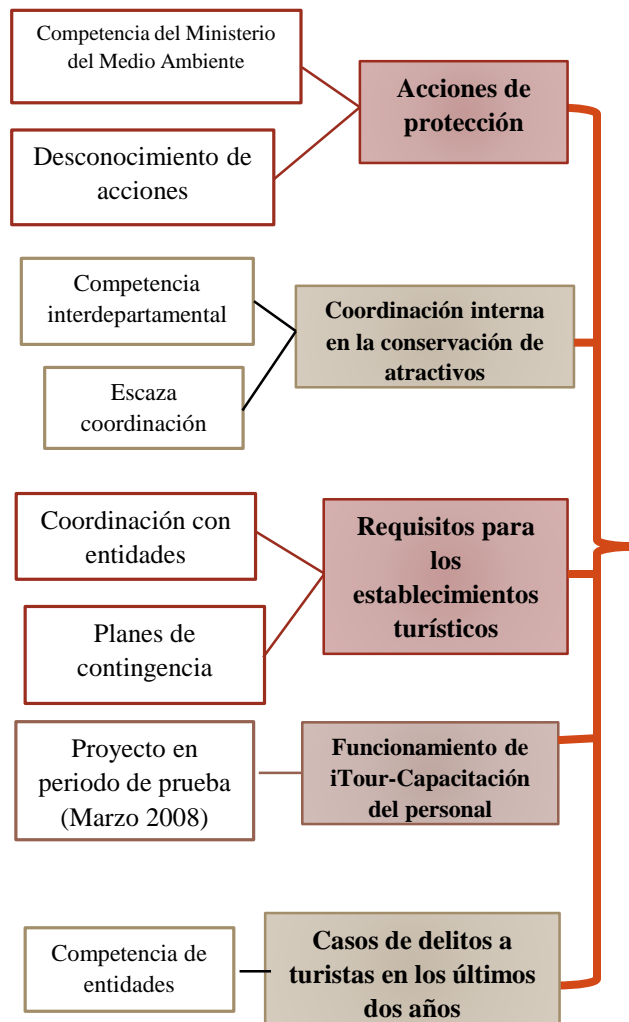 Competencia del Ministerio
del Medio Ambiente
Acciones de
protección
Desconocimiento de
acciones
Competencia
interdepartamental
Coordinación interna
en la conservación de
atractivos
Escaza
coordinación
Coordinación con
entidades
Requisitos para
los
establecimientos
turísticos
Planes de
contingencia
Proyecto en
periodo de prueba
(Marzo 2008)
Funcionamiento de
iTour-Capacitación
del personal
Competencia de
entidades
Casos de delitos a
turistas en los últimos
dos años